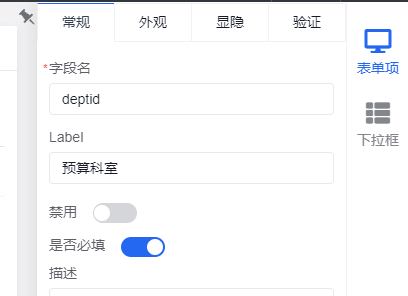 常规 外观 显隐 验证
*字段名
deptid
Label
预算科室
禁用
是否必填
描述
表单项
下拉框